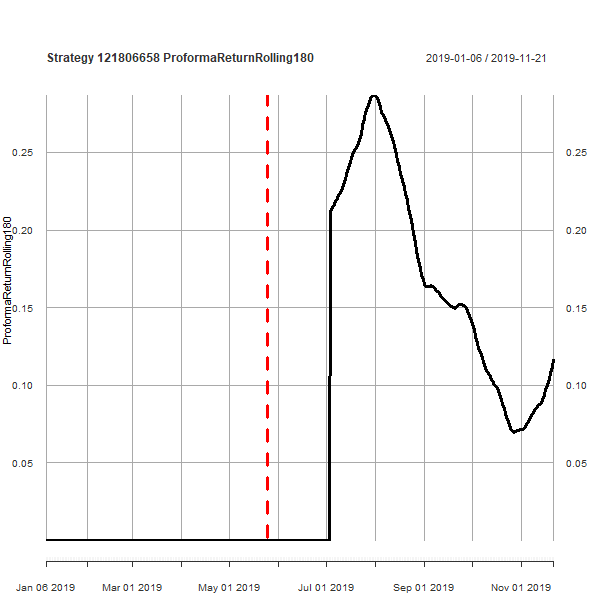 Strategy 121806658 ProformaReturnRolling180
2019-01-06 / 2019-11-21
ProformaReturnRolling180
0.25
0.25
0.20
0.20
0.15
0.15
0.10
0.10
0.05
0.05
Jan 06 2019
Mar 01 2019
May 01 2019
Jul 01 2019
Sep 01 2019
Nov 01 2019